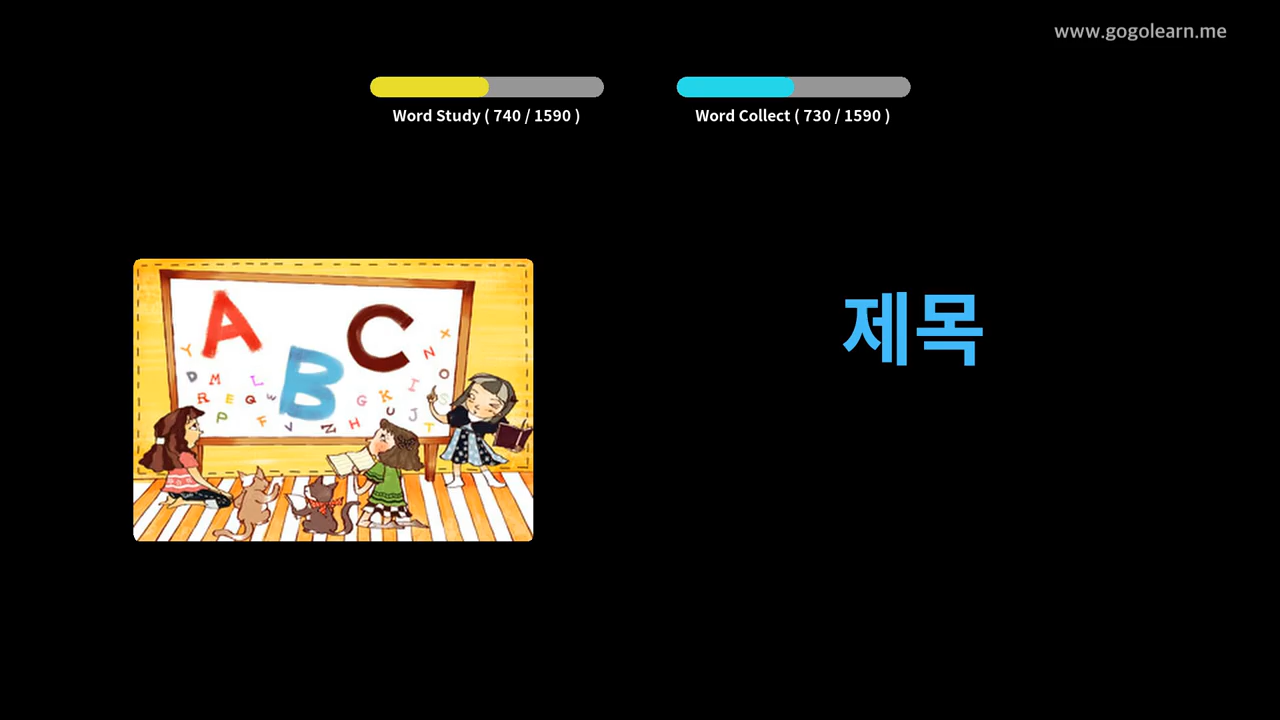 www.gogolearn.me
Word Study ( 740 / 1590 )
Word Collect ( 730 / 1590 )
제목
A
B
C
X
Y
N
D M L I O
R E Q W G K S
P F V Z H U J T